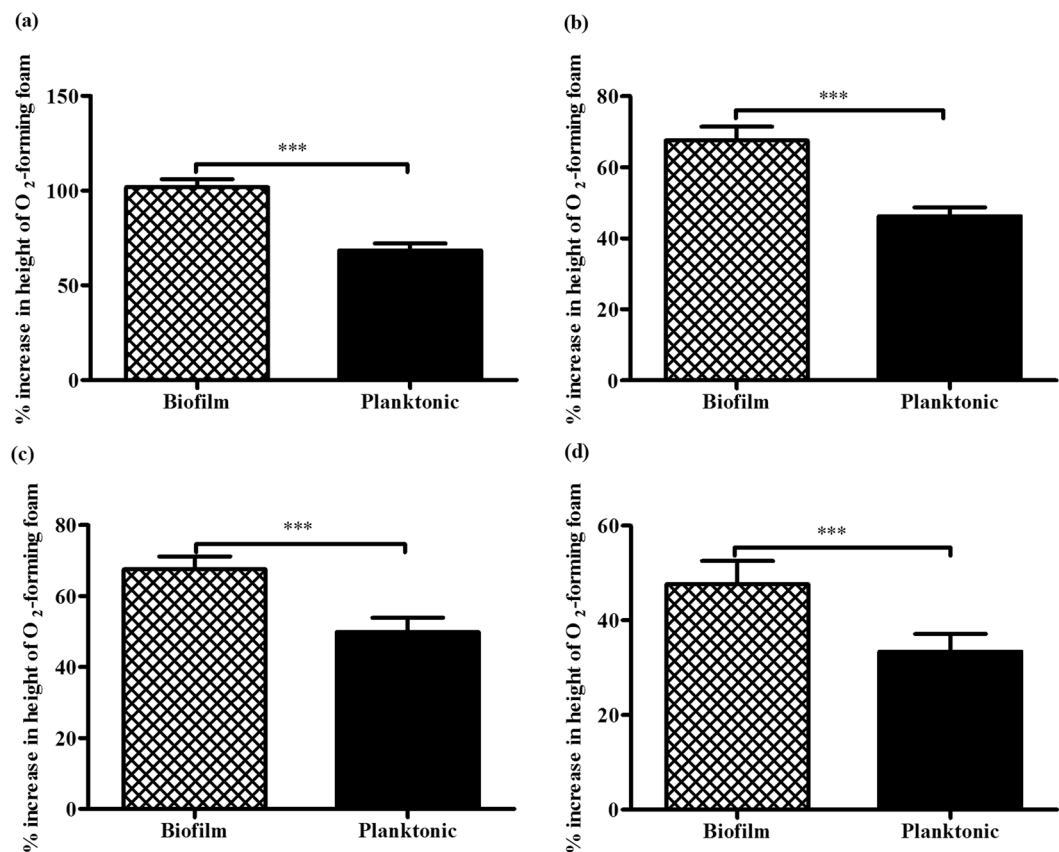 (a)
% increase in height of O2-forming foam
150
100
50
0
***
Biofilm Planktonic
(b)
% increase in height of O2-forming foam
80
60
40
20
0
***
Biofilm Planktonic
(c)
% increase in height of O2-forming foam
80
60
40
20
0
***
Biofilm Planktonic
(d)
% increase in height of O2-forming foam
60
40
20
0
***
Biofilm Planktonic